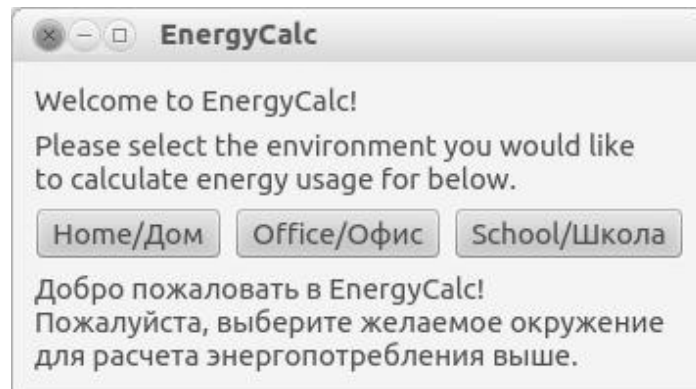 EnergyCalc
Welcome to EnergyCalc!
Please select the environment you would like
to calculate energy usage for below.
Home/Дом Office/Офис School/Школа
Добро пожаловать в EnergyCalc!
Пожалуйста, выберите желаемое окружение
для расчета энергопотребления выше.